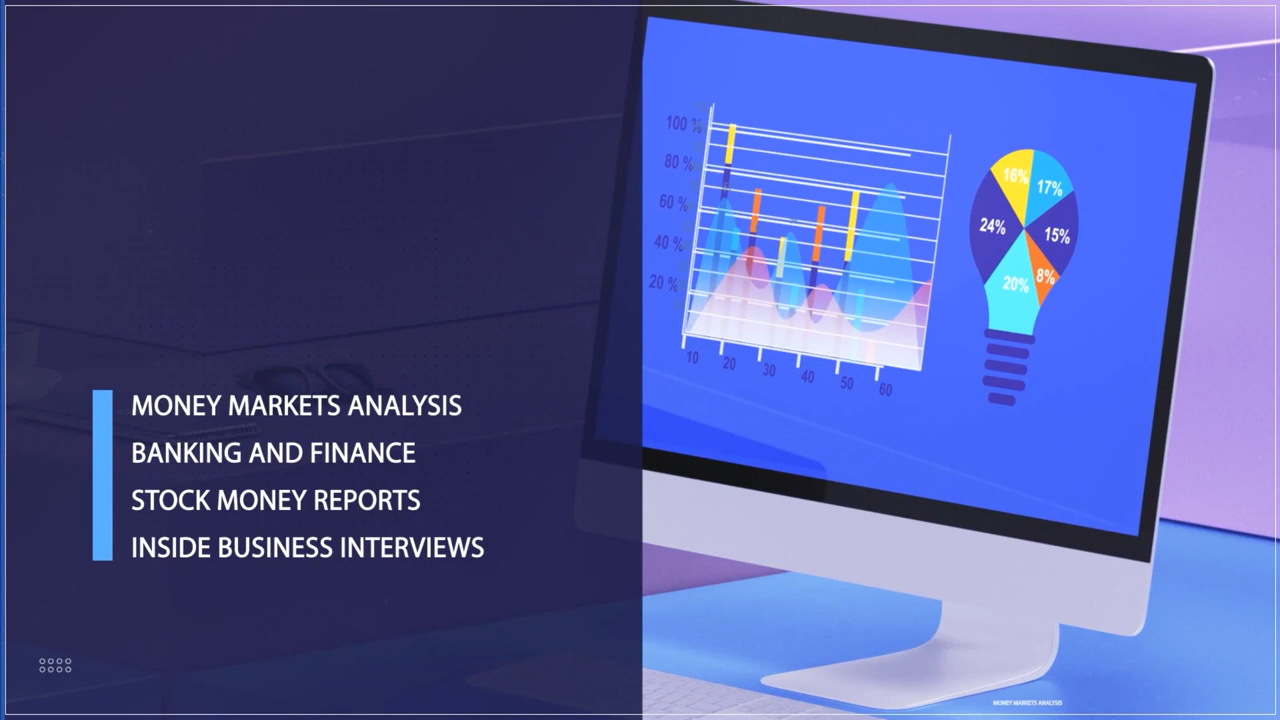 MONEY MARKETS ANALYSIS
BANKING AND FINANCE
STOCK MONEY REPORTS
INSIDE BUSINESS INTERVIEWS
100 %
80 %
60 %
40 %
20 %
10 20 30 40 50 60
16% 17%
24% 15%
20% 8%
MONEY MARKETS ANALYSIS